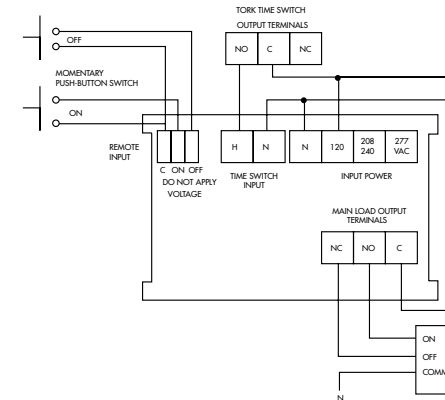 TORK TIME SWITCH
OUTPUT TERMINALS
NO C NC
OFF
MOMENTARY
PUSH-BUTTON SWITCH
ON
REMOTE
INPUT
C ON OFF
DO NOT APPLY
VOLTAGE
H N
TIME SWITCH
INPUT
N 120 208
240 277
VAC
INPUT POWER
MAIN LOAD OUTPUT
TERMINALS
NC NO C
ON
OFF
COMM
N